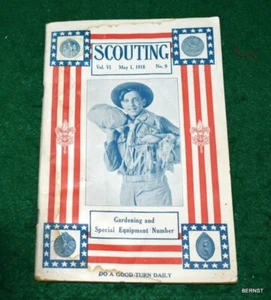 SCOUTING
Vol. VI May 1, 1918 No. 9
Gardening and
Special Equipment Number
DO A GOOD TURN DAILY
BERNST